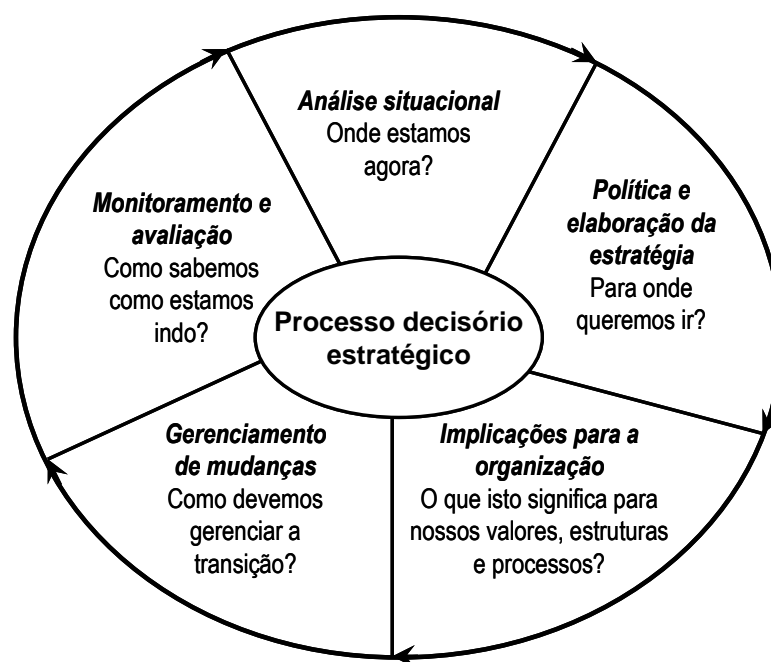 Análise situacional
Onde estamos
agora?
Política e
elaboração da
estratégia
Para onde
queremos ir?
Implicações para a
organização
O que isto significa para
nossos valores, estruturas
e processos?
Gerenciamento
de mudanças
Como devemos
gerenciar a
transição?
Monitoramento e
avaliação
Como sabemos
como estamos
indo?
Processo decisório
estratégico